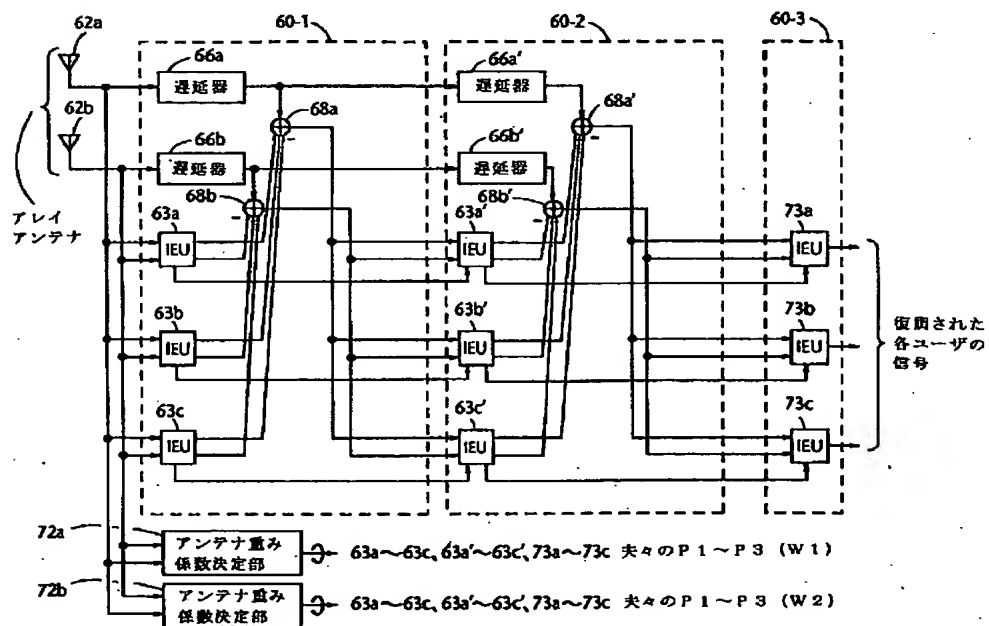 62a
60-1
60-2
60-3
66a
遅延器
66a′
遅延器
68a
68a′
62b
66b
遅延器
66b′
遅延器
アレイ
アンテナ
68b
68b′
-
-
-
-
63a
IEU
63a′
IEU
73a
IEU
63b
IEU
63b′
IEU
73b
IEU
復調された
各ユーザの
信号
63c
IEU
63c′
IEU
73c
IEU
72a
アンテナ重み
係数決定部
63a～63c、63a′～63c′、73a～73c 夫々のP1～P3 (W1)
72b
アンテナ重み
係数決定部
63a～63c、63a′～63c′、73a～73c 夫々のP1～P3 (W2)